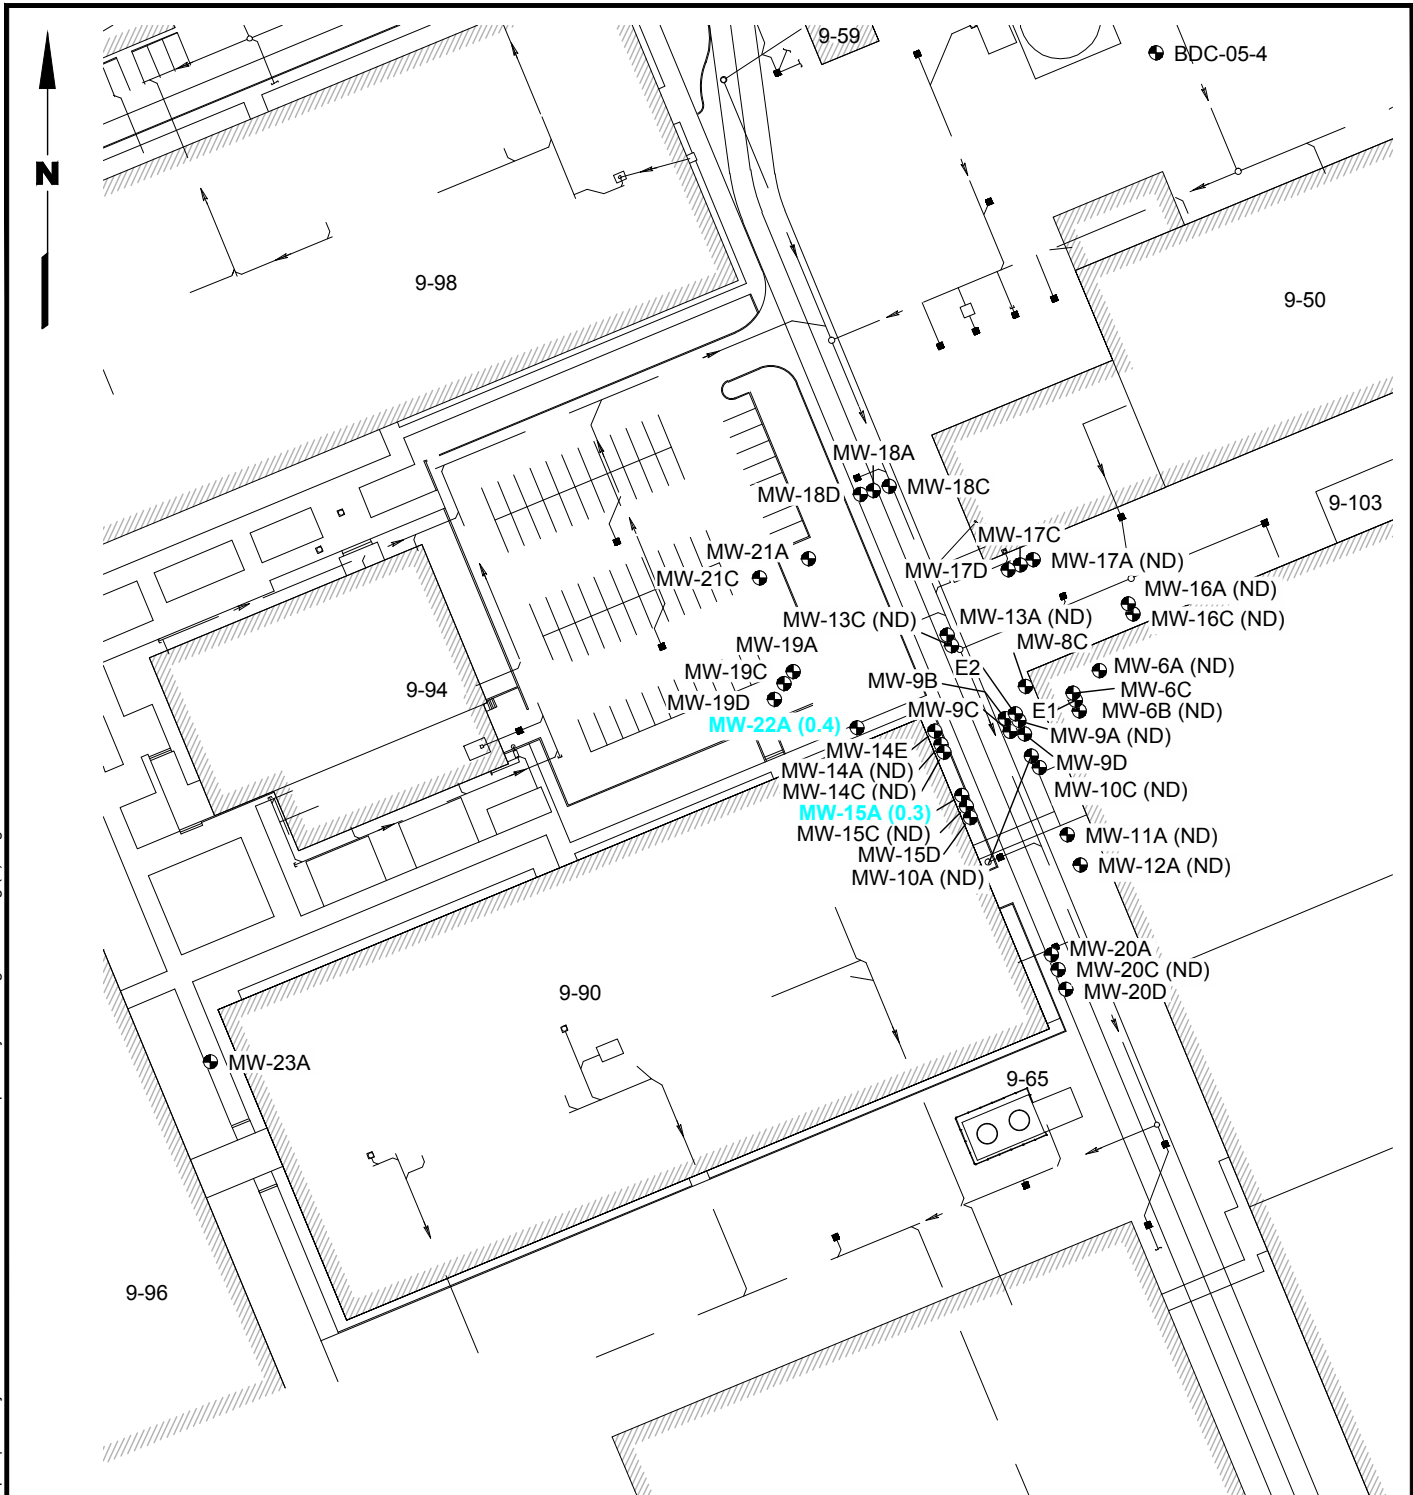 9-59
BDC-05-4
N
9-98
9-50
MW-18A
MW-18D
MW-18C
9-103
MW-17C
MW-21A
MW-17D
MW-17A (ND)
MW-21C
MW-16A (ND)
MW-13C (ND)
MW-13A (ND)
MW-16C (ND)
MW-19A
MW-8C
MW-19C
E2
MW-6A (ND)
MW-9B
MW-6C
9-94
MW-19D
MW-9C
E1
MW-6B (ND)
MW-22A (0.4)
MW-9A (ND)
MW-14E
MW-9D
MW-14A (ND)
MW-14C (ND)
MW-10C (ND)
MW-15A (0.3)
MW-15C (ND)
MW-11A (ND)
MW-15D
MW-12A (ND)
MW-10A (ND)
MW-20A
MW-20C (ND)
9-90
MW-20D
MW-23A
9-65
9-96